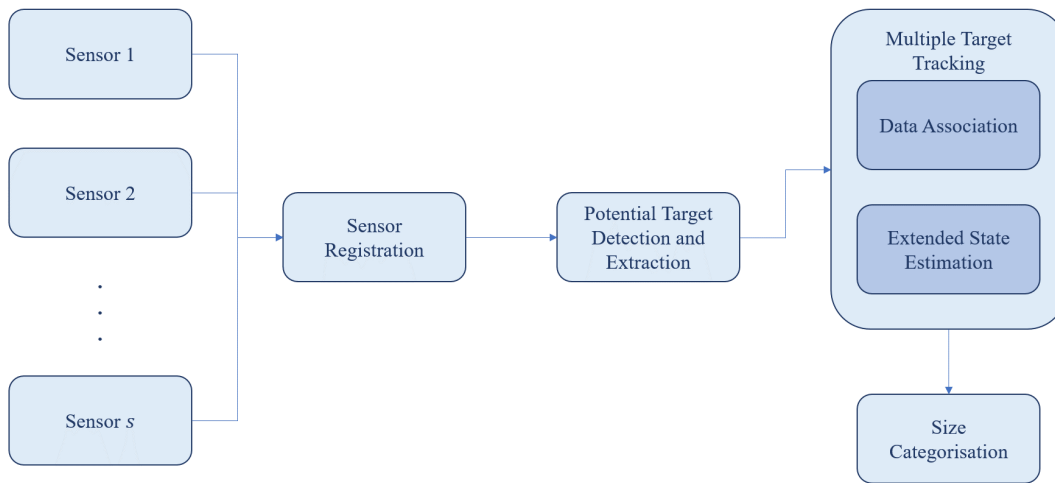 Sensor 1
Sensor 2
.
.
.
Sensor s
Sensor
Registration
Potential Target
Detection and
Extraction
Multiple Target
Tracking
Data Association
Extended State
Estimation
Size
Categorisation